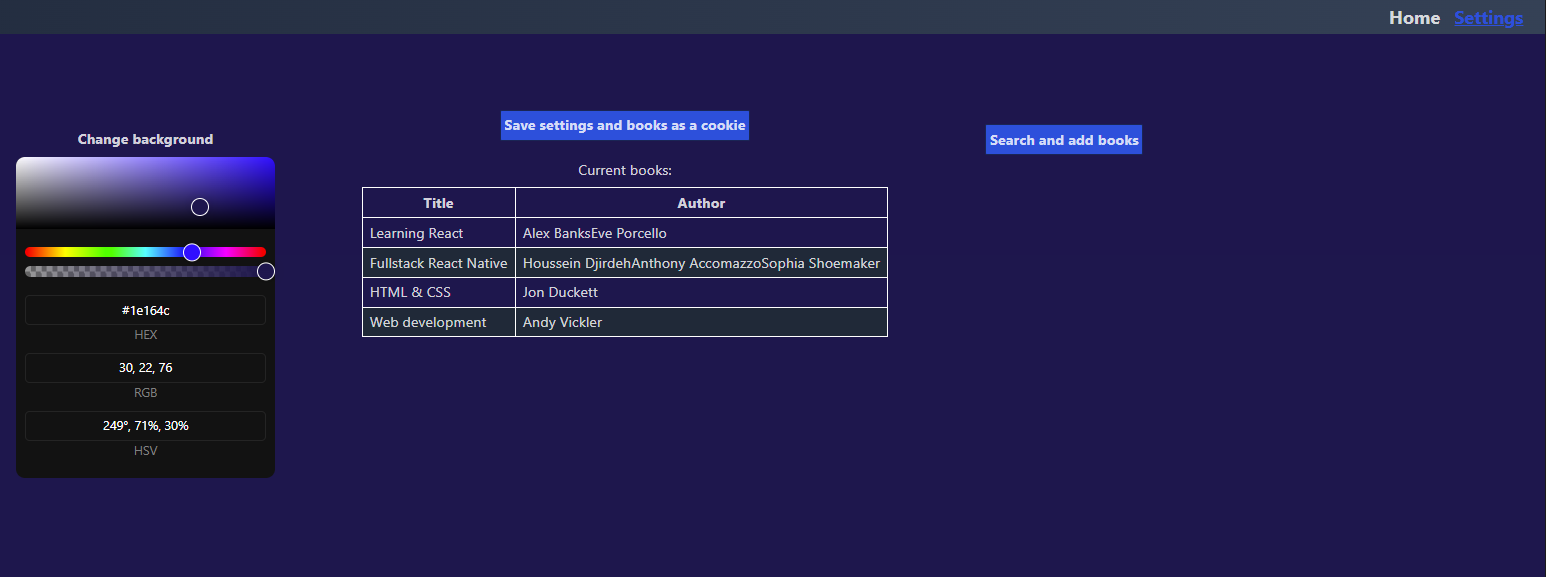 Home Settings
Save settings and books as a cookie
Change background
Search and add books
Current books:
Title Author
Learning React Alex BanksEve Porcello
Fullstack React Native Houssein DjirdehAnthony AccomazzoSophia Shoemaker
HTML & CSS Jon Duckett
Web development Andy Vickler
#1e164c
HEX
30, 22, 76
RGB
249°, 71%, 30%
HSV